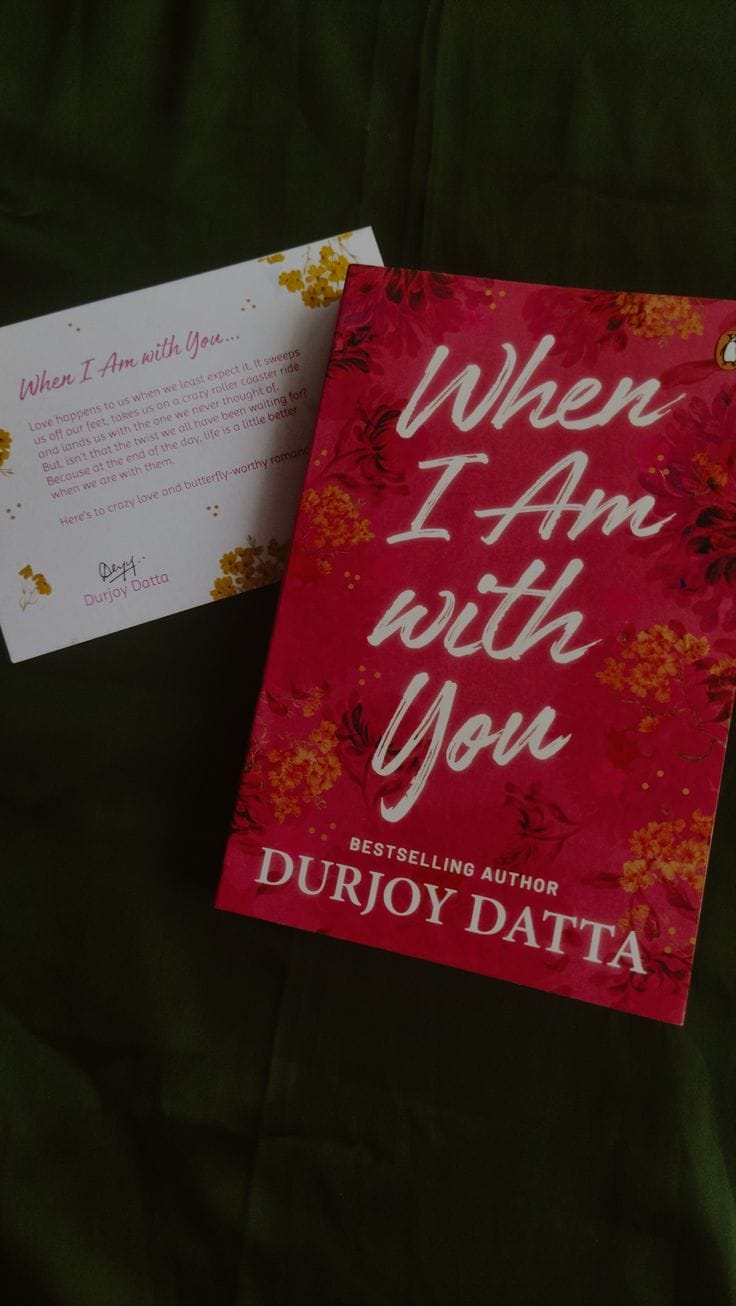 When I Am with You...
Love happens to us when we least expect it. It sweeps
us off our feet, takes us on a crazy roller coaster ride
and lands us with the one we never thought of.
But, isn't that the twist we all have been waiting for?
Because at the end of the day, life is a little better
when we are with them.
Here's to crazy love and butterfly-worthy
Durjoy Datta
When
I Am
with
You
BESTSELLING AUTHOR
DURJOY DATTA